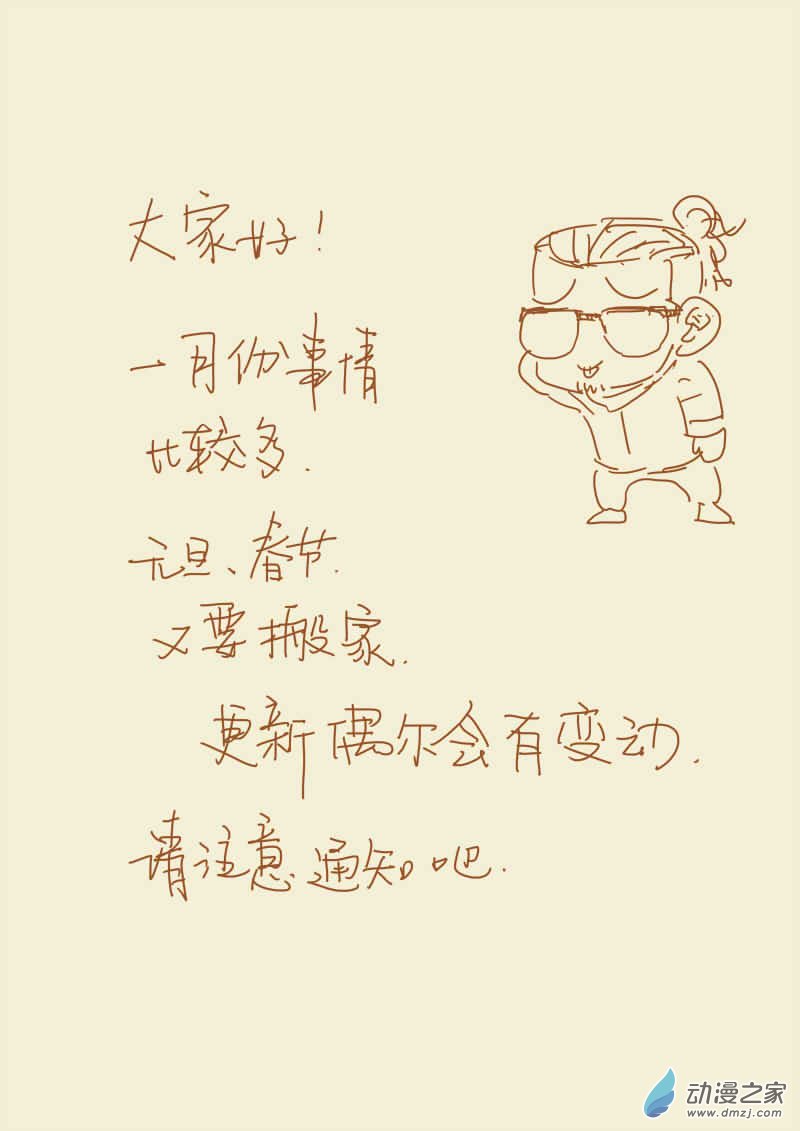 大家好!
一月份事情
比较多.
元旦、春节.
又要搬家.
更新偶尔会有变动.
请注意通知吧.
动漫之家
www.dmzj.com